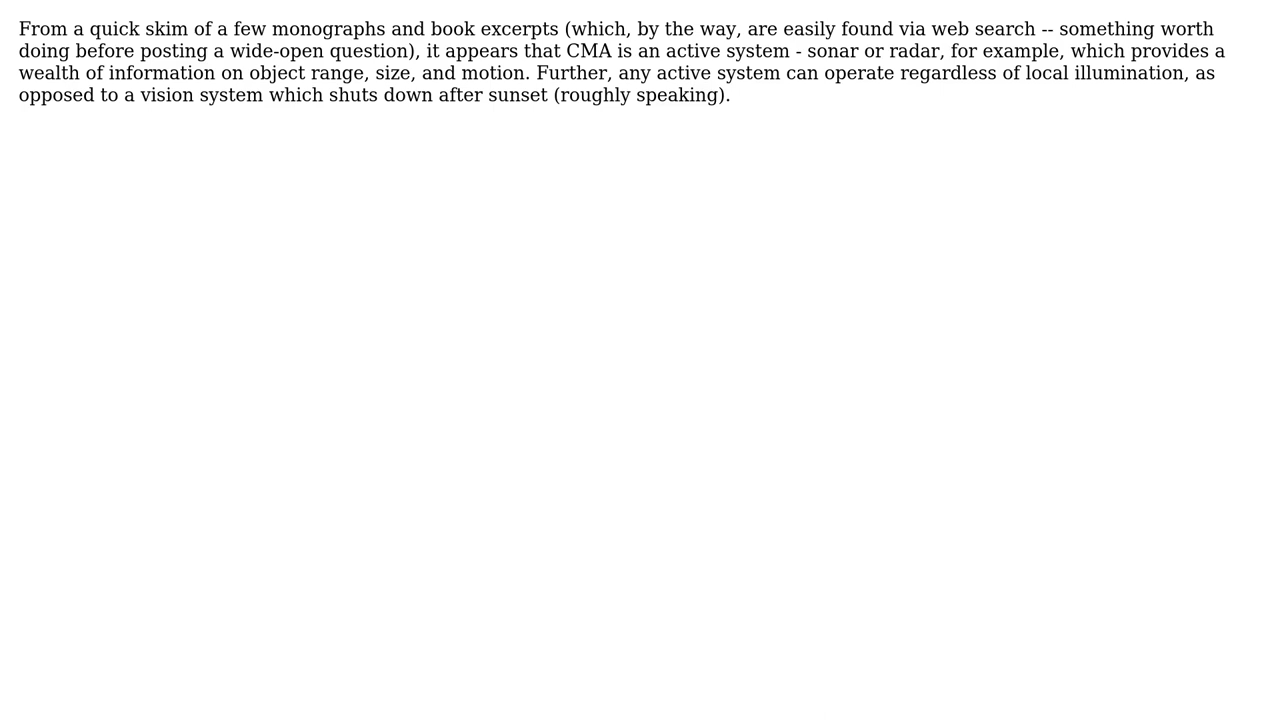 From a quick skim of a few monographs and book excerpts (which, by the way, are easily found via web search -- something worth
doing before posting a wide-open question), it appears that CMA is an active system - sonar or radar, for example, which provides a
wealth of information on object range, size, and motion. Further, any active system can operate regardless of local illumination, as
opposed to a vision system which shuts down after sunset (roughly speaking).